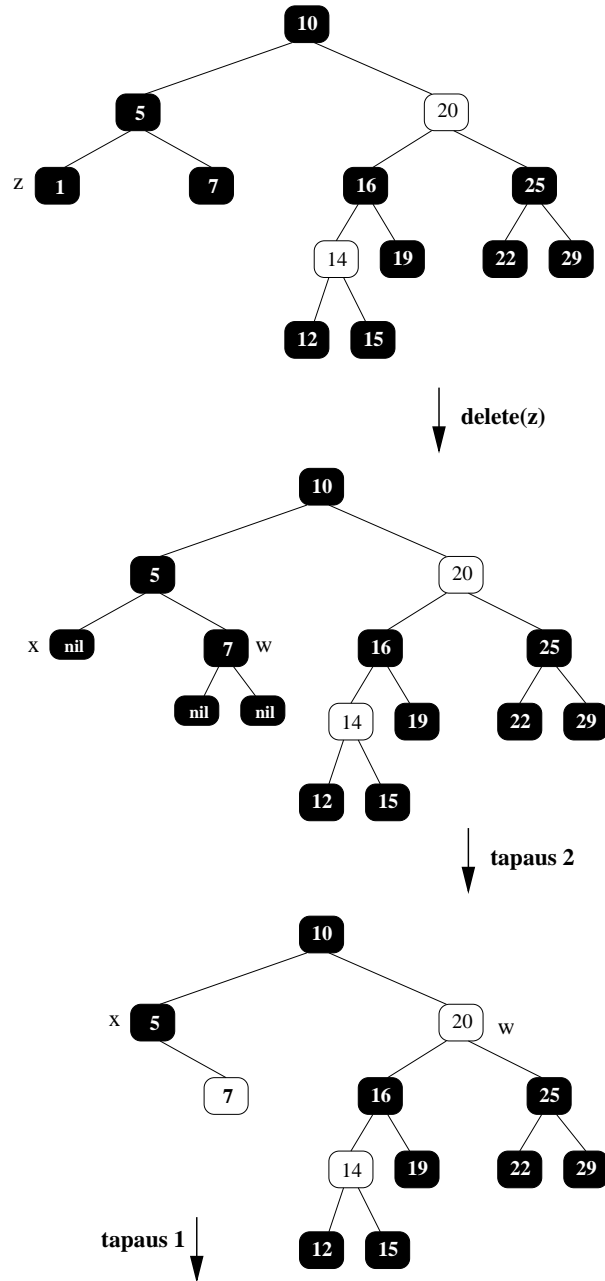 10
5 20
z 1 7 16 25
14 19 22 29
12 15
delete(z)
10
5 20
x nil 7 w 16 25
nil nil 14 19 22 29
12 15
tapaus 2
10
x 5 20 w
7 16 25
14 19 22 29
tapaus 1 12 15